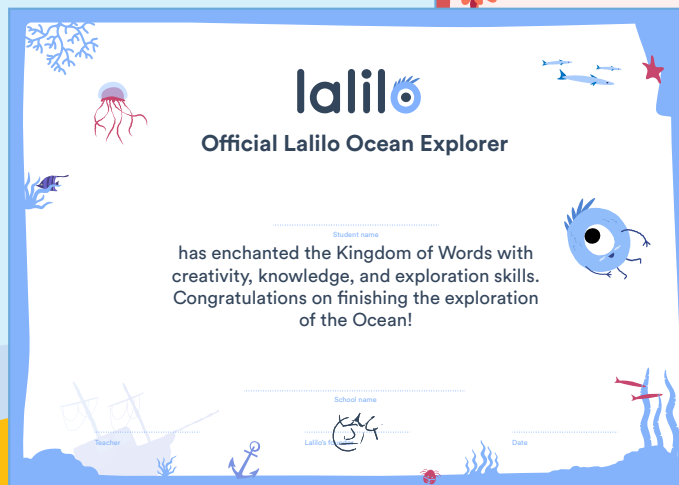 lalilo
Official Lalilo Ocean Explorer
Student name
has enchanted the Kingdom of Words with
creativity, knowledge, and exploration skills.
Congratulations on finishing the exploration
of the Ocean!
School name
Teacher
Lalilo's
Date